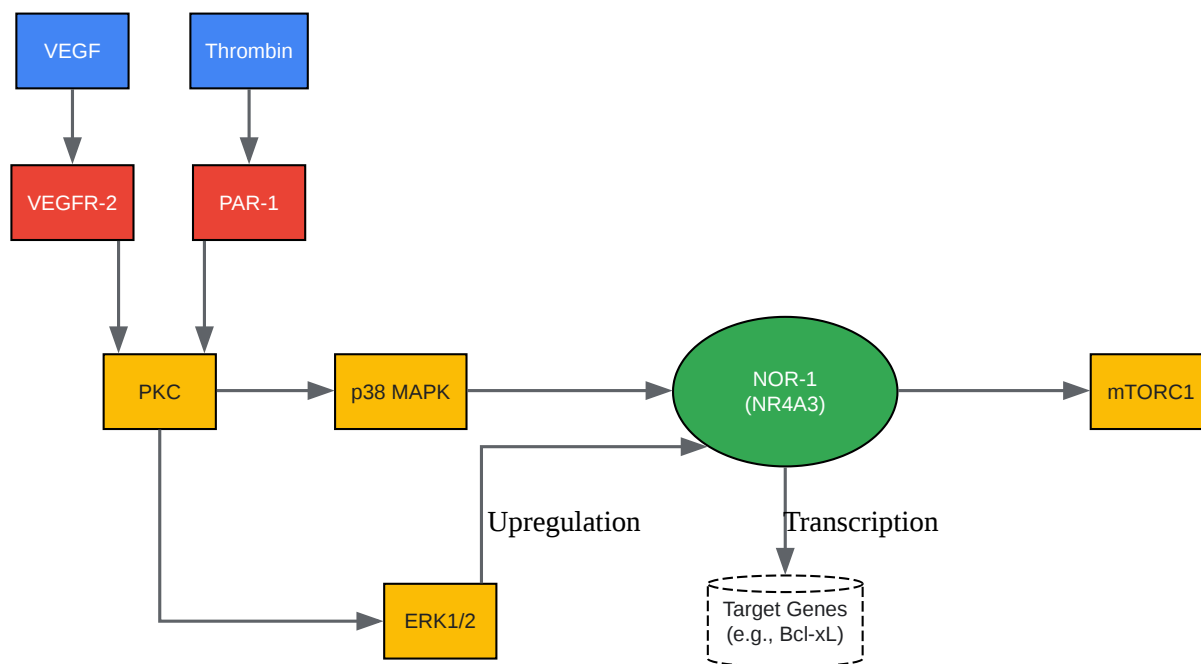 VEGF
Thrombin
VEGFR-2
PAR-1
PKC
p38 MAPK
NOR-1
(NR4A3)
mTORC1
Upregulation
Transcription
ERK1/2
Target Genes
(e.g., Bcl-xL)